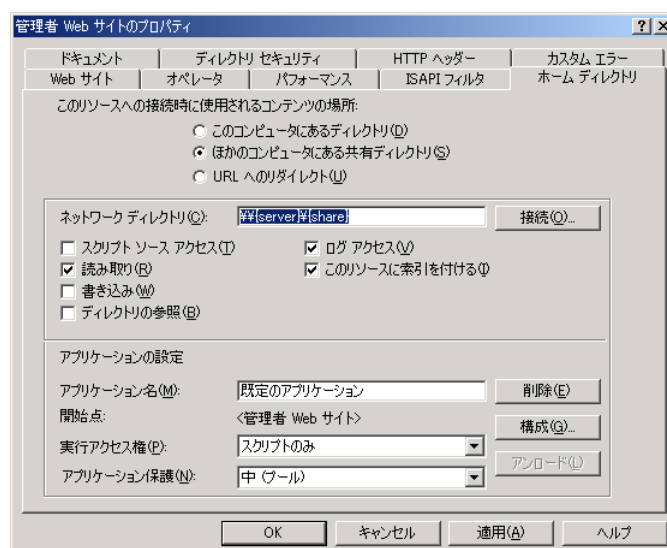 管理者 Web サイトのプロパティ
ドキュメント ディレクトリ セキュリティ HTTP ヘッダー カスタム エラー
Web サイト オペレータ パフォーマンス ISAPI フィルタ ホーム ディレクトリ
このリソースへの接続時に使用されるコンテンツの場所:
このコンピュータにあるディレクトリ(D)
ほかのコンピュータにある共有ディレクトリ(S)
URL へのリダイレクト(U)
ネットワーク ディレクトリ(C): ¥¥{server}¥{share} 接続(O)...
スクリプト ソース アクセス(T) ログ アクセス(V)
読み取り(R) このリソースに索引を付ける(I)
書き込み(W)
ディレクトリの参照(B)
アプリケーションの設定
アプリケーション名(M): 既定のアプリケーション 削除(E)
開始点: <管理者 Web サイト> 構成(G)...
実行アクセス権(P): スクリプトのみ アンロード(L)
アプリケーション保護(N): 中 (プール)
OK キャンセル 適用(A) ヘルプ